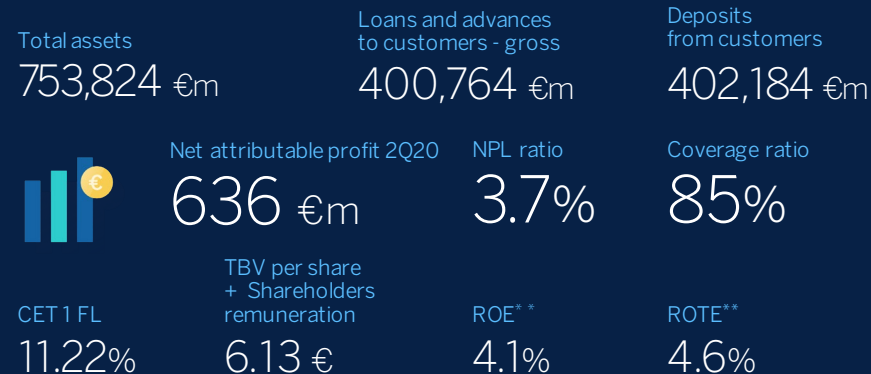 Total assets
753,824 €m
Loans and advances
to customers - gross
400,764 €m
Deposits
from customers
402,184 €m
€
Net attributable profit 2Q20
636 €m
NPL ratio
3.7%
Coverage ratio
85%
CET 1 FL
11.22%
TBV per share
+ Shareholders
remuneration
6.13 €
ROE* *
4.1%
ROTE**
4.6%